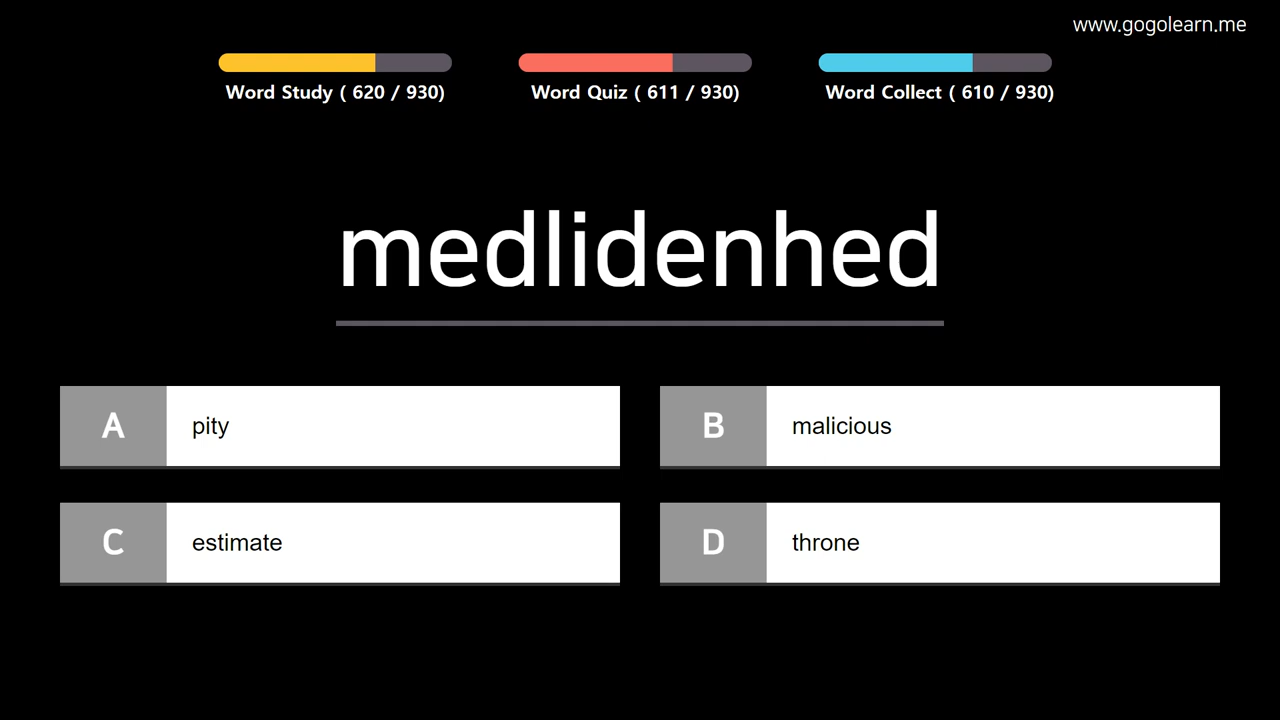 www.gogolearn.me
Word Study ( 620 / 930)
Word Quiz ( 611 / 930)
Word Collect ( 610 / 930)
medlidenhed
A pity
B malicious
C estimate
D throne